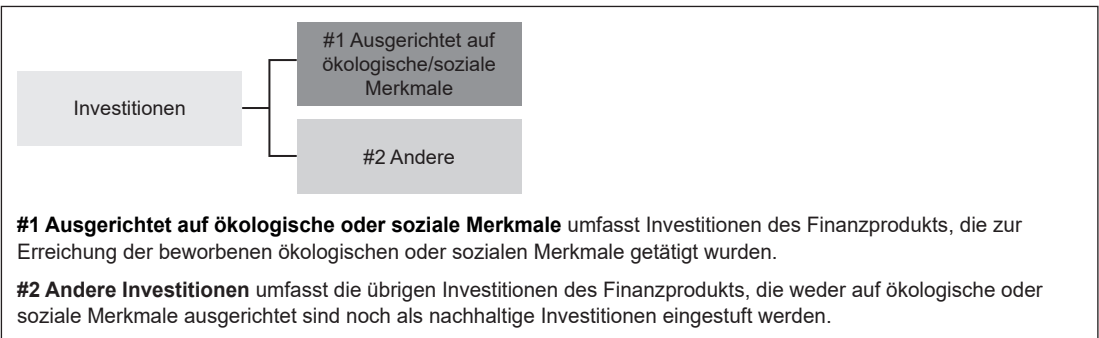 #1 Ausgerichtet auf
ökologische/soziale
Merkmale
Investitionen
#2 Andere
#1 Ausgerichtet auf ökologische oder soziale Merkmale umfasst Investitionen des Finanzprodukts, die zur
Erreichung der beworbenen ökologischen oder sozialen Merkmale getätigt wurden.
#2 Andere Investitionen umfasst die übrigen Investitionen des Finanzprodukts, die weder auf ökologische oder
soziale Merkmale ausgerichtet sind noch als nachhaltige Investitionen eingestuft werden.